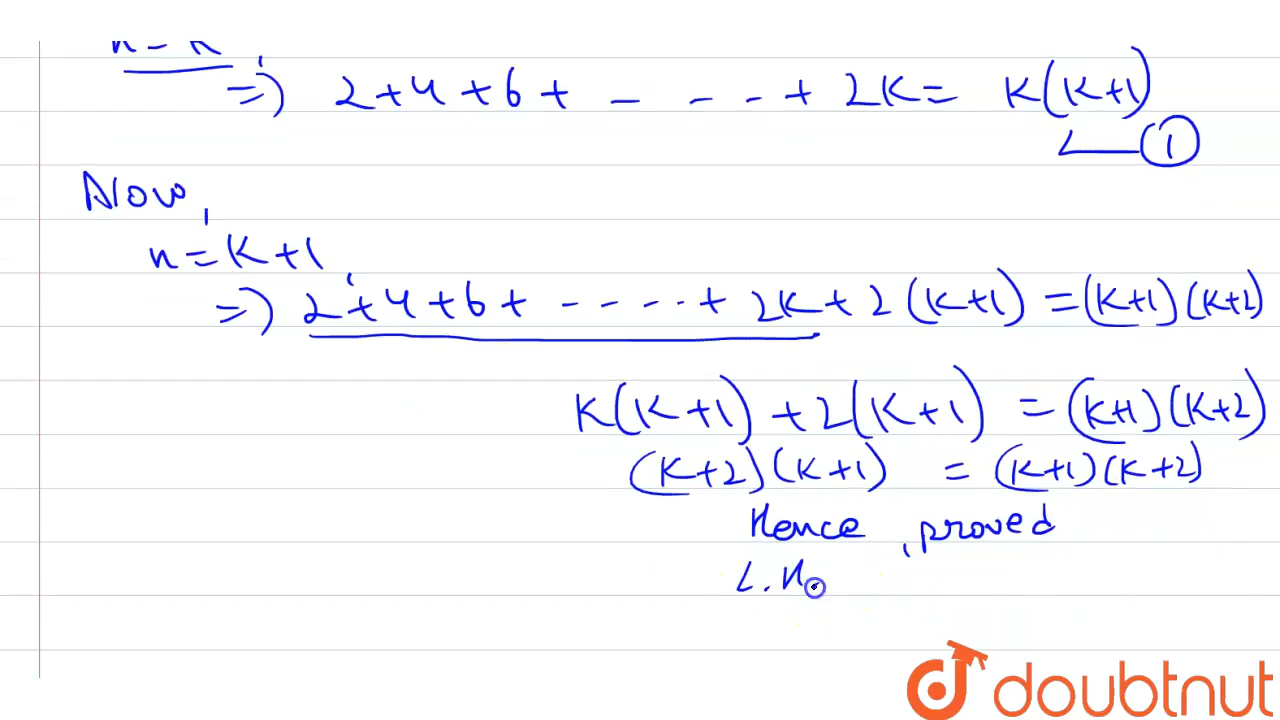 n = K,
=) 2+4+6+ - - - -+ 2K= K(K+1)
1
Now,
n=K+1,
=) 2+4+6+ - - - - -+ 2K+2(K+1) =(K+1)(K+2)
K(K+1) +2(K+1) =(K+1)(K+2)
(K+2)(K+1) =(K+1)(K+2)
Hence, proved
L.H
doubtnut